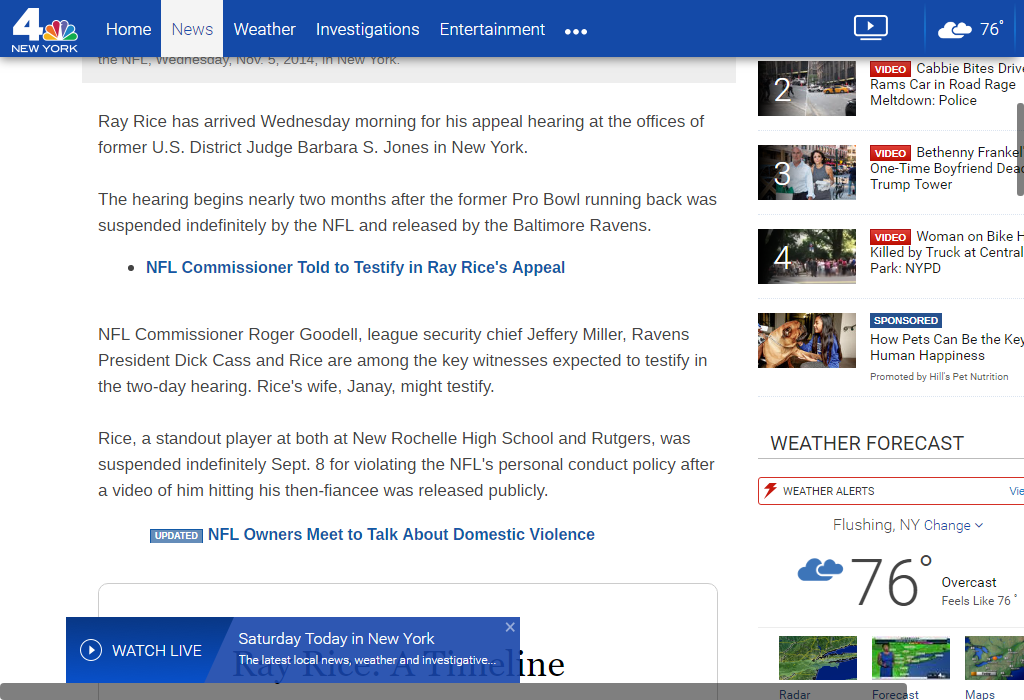 4
NEW YORK
Home
News
Weather
Investigations
Entertainment
76°
the NFL, Wednesday, Nov. 5, 2014, in New York.
Ray Rice has arrived Wednesday morning for his appeal hearing at the offices of
former U.S. District Judge Barbara S. Jones in New York.
The hearing begins nearly two months after the former Pro Bowl running back was
suspended indefinitely by the NFL and released by the Baltimore Ravens.
NFL Commissioner Told to Testify in Ray Rice's Appeal
NFL Commissioner Roger Goodell, league security chief Jeffery Miller, Ravens
President Dick Cass and Rice are among the key witnesses expected to testify in
the two-day hearing. Rice's wife, Janay, might testify.
Rice, a standout player at both at New Rochelle High School and Rutgers, was
suspended indefinitely Sept. 8 for violating the NFL's personal conduct policy after
a video of him hitting his then-fiancee was released publicly.
UPDATED NFL Owners Meet to Talk About Domestic Violence
Ray Rice: A Timeline
WATCH LIVE
Saturday Today in New York
The latest local news, weather and investigative...
2
VIDEO Cabbie Bites Drive
Rams Car in Road Rage
Meltdown: Police
3
VIDEO Bethenny Frankel
One-Time Boyfriend Dead
Trump Tower
4
VIDEO Woman on Bike H
Killed by Truck at Central
Park: NYPD
SPONSORED
How Pets Can Be the Key
Human Happiness
Promoted by Hill's Pet Nutrition
WEATHER FORECAST
WEATHER ALERTS
Vie
Flushing, NY Change
76°
Overcast
Feels Like 76 °
Radar
Forecast
Maps